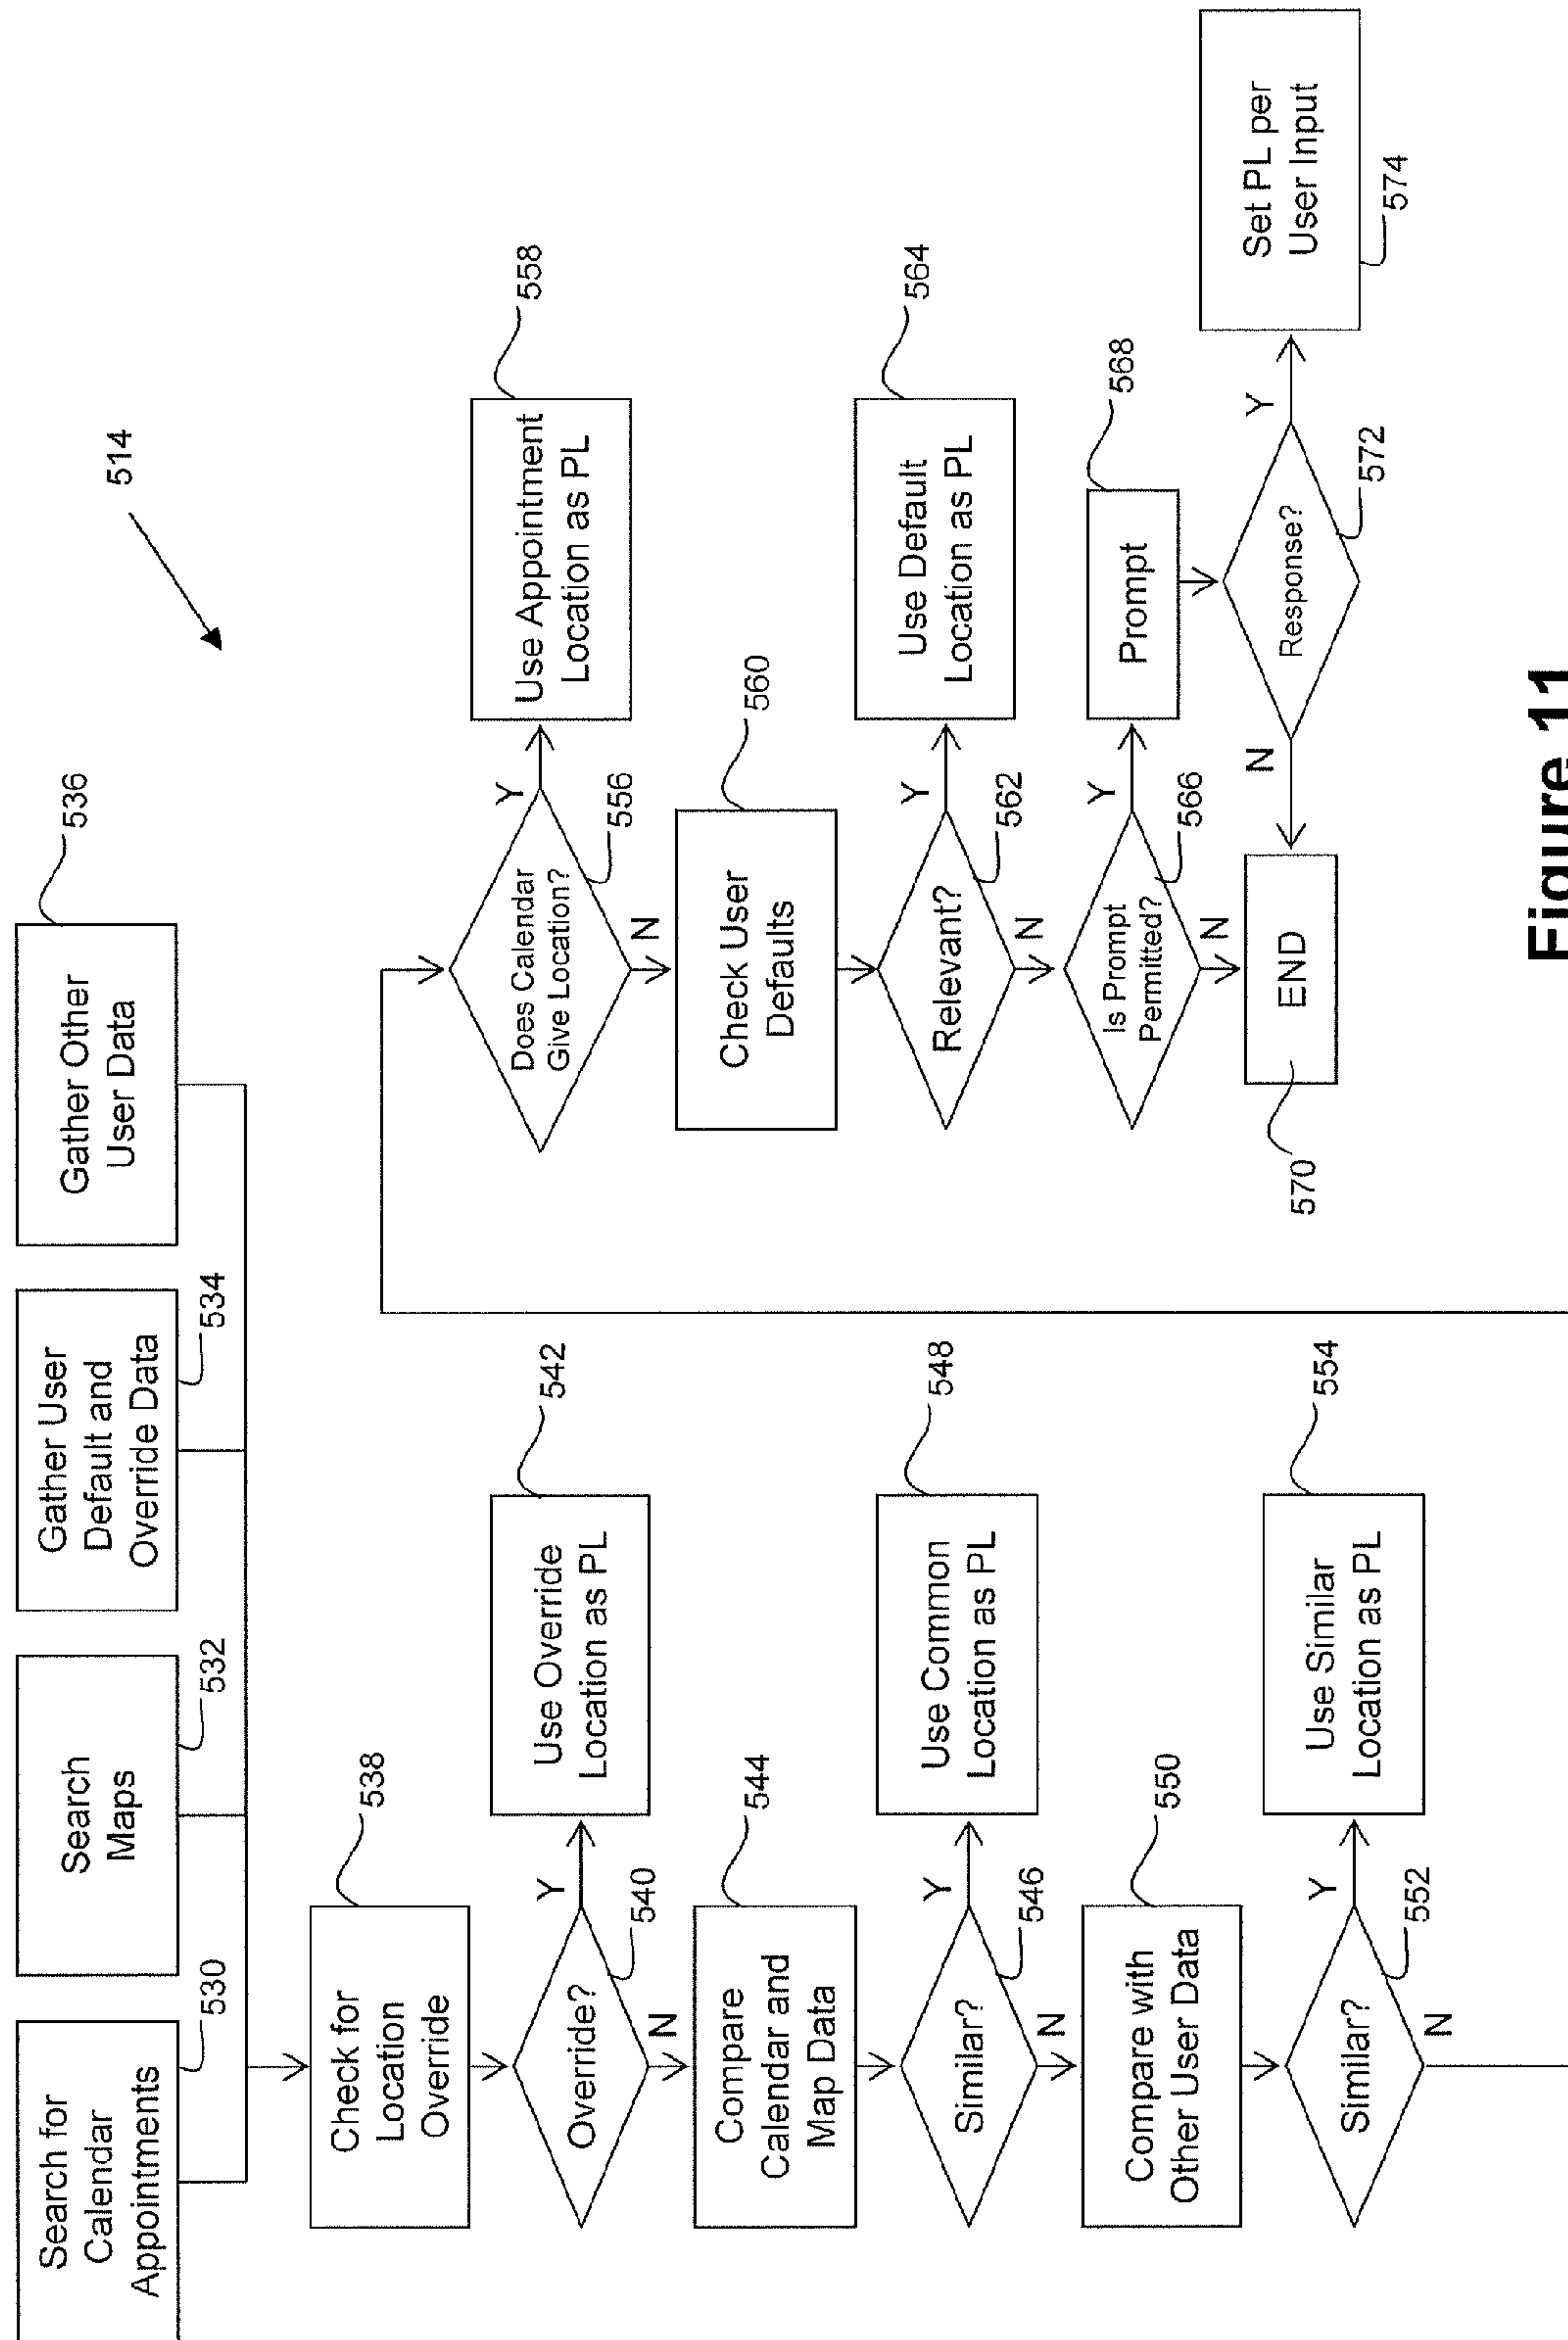 514
Search for
Calendar
Appointments
530
Search
Maps
532
Gather User
Default and
Override Data
534
Gather Other
User Data
536
Check for
Location
Override
538
Override?
540
Y
N
Use Override
Location as PL
542
Compare
Calendar and
Map Data
544
Similar?
546
Y
N
Use Common
Location as PL
548
Compare with
Other User Data
550
Similar?
552
Y
N
Use Similar
Location as PL
554
Does Calendar
Give Location?
556
Y
N
Use Appointment
Location as PL
558
Check User
Defaults
560
Relevant?
562
Y
N
Use Default
Location as PL
564
Is Prompt
Permitted?
566
Y
N
Prompt
568
END
570
Response?
572
N
Y
Set PL per
User Input
574
Figure 11